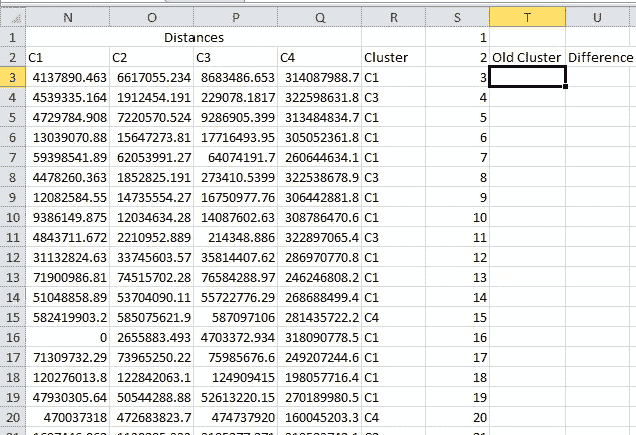 N O P Q R S T U
1 Distances 1
2 C1 C2 C3 C4 Cluster 2 Old Cluster Difference
3 4137890.463 6617055.234 8683486.653 314087988.7 C1 3
4 4539335.164 1912454.191 229078.1817 322598631.8 C3 4
5 4729784.908 7220570.524 9286905.399 313484834.7 C1 5
6 13039070.88 15647273.81 17716493.95 305052361.8 C1 6
7 59398541.89 62053991.27 64074191.7 260644634.1 C1 7
8 4478260.363 1852825.191 273410.5399 322538678.9 C3 8
9 12082584.55 14735554.27 16750977.76 306442881.8 C1 9
10 9386149.875 12034634.28 14087602.63 308786470.6 C1 10
11 4843711.672 2210952.889 214348.886 322897065.4 C3 11
12 31132824.63 33745603.57 35814407.62 286970770.8 C1 12
13 71900986.81 74515702.28 76584288.97 246246808.2 C1 13
14 51048858.89 53704090.11 55722776.29 268688499.4 C1 14
15 582419903.2 585075621.9 587097106 281435722.2 C4 15
16 0 2655883.493 4703372.934 318090778.5 C1 16
17 71309732.29 73965250.22 75985676.6 249207244.6 C1 17
18 120276013.8 122842063.1 124909415 198057716.4 C1 18
19 47930305.64 50544288.88 52613220.15 270189980.5 C1 19
20 470037318 472683823.7 474737920 160045203.3 C4 20